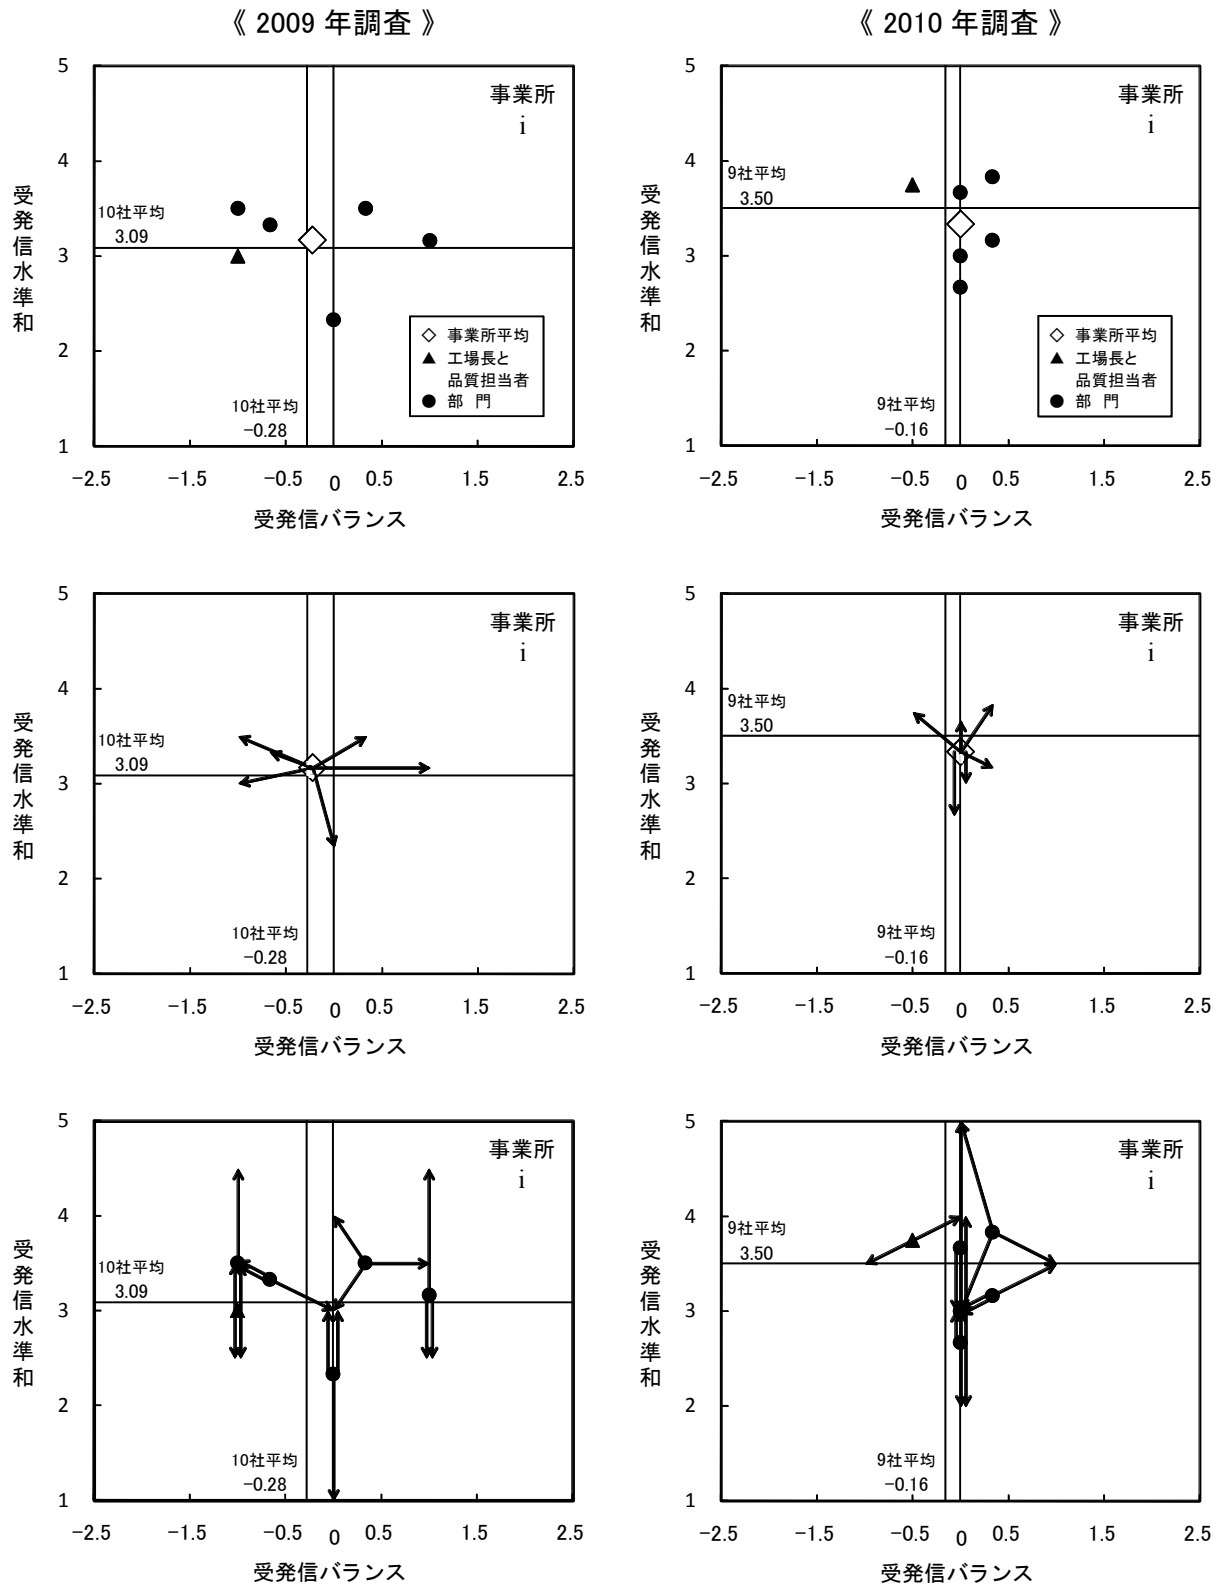 《 2009 年調査 》
《 2010 年調査 》
5
4
3
2
1
受発信水準和
事業所
i
10社平均
3.09
◇ 事業所平均
▲ 工場長と
品質担当者
● 部 門
10社平均
−0.28
−2.5 −1.5 −0.5 0 0.5 1.5 2.5
受発信バランス
5
4
3
2
1
受発信水準和
事業所
i
9社平均
3.50
◇ 事業所平均
▲ 工場長と
品質担当者
● 部 門
9社平均
−0.16
−2.5 −1.5 −0.5 0 0.5 1.5 2.5
受発信バランス
5
4
3
2
1
受発信水準和
事業所
i
10社平均
3.09
10社平均
−0.28
−2.5 −1.5 −0.5 0 0.5 1.5 2.5
受発信バランス
5
4
3
2
1
受発信水準和
事業所
i
9社平均
3.50
9社平均
−0.16
−2.5 −1.5 −0.5 0 0.5 1.5 2.5
受発信バランス
5
4
3
2
1
受発信水準和
事業所
i
10社平均
3.09
10社平均
−0.28
−2.5 −1.5 −0.5 0 0.5 1.5 2.5
受発信バランス
5
4
3
2
1
受発信水準和
事業所
i
9社平均
3.50
9社平均
−0.16
−2.5 −1.5 −0.5 0 0.5 1.5 2.5
受発信バランス